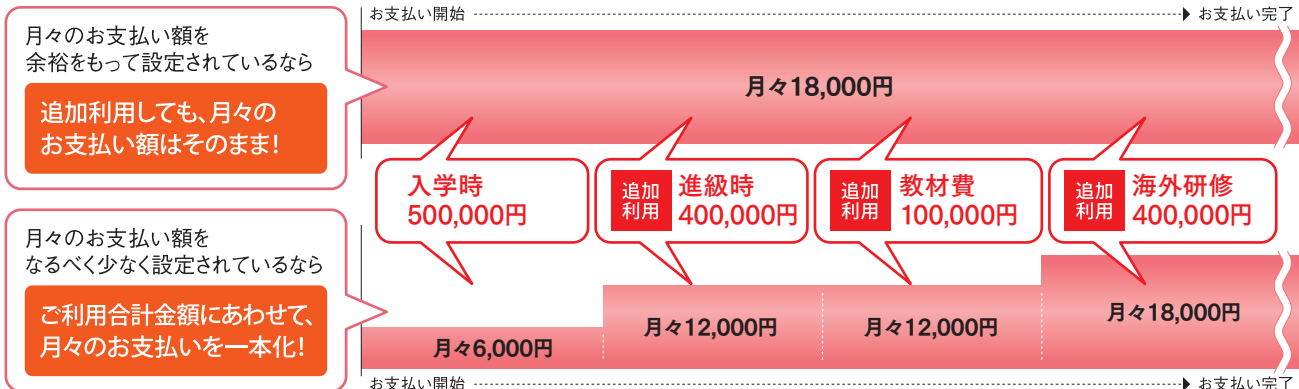 お支払い開始
お支払い完了
月々のお支払い額を
余裕をもって設定されているなら
追加利用しても、月々の
お支払い額はそのまま!
月々18,000円
入学時
500,000円
追加
利用
進級時
400,000円
追加
利用
教材費
100,000円
追加
利用
海外研修
400,000円
月々のお支払い額を
なるべく少なく設定されているなら
ご利用合計金額にあわせて、
月々のお支払いを一本化!
月々6,000円
月々12,000円
月々12,000円
月々18,000円
お支払い開始
お支払い完了